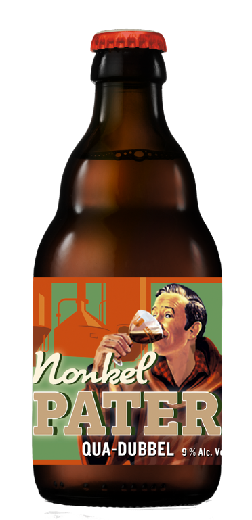 Nonkel
PATER
QUA-DUBBEL 9% Alc. Vo